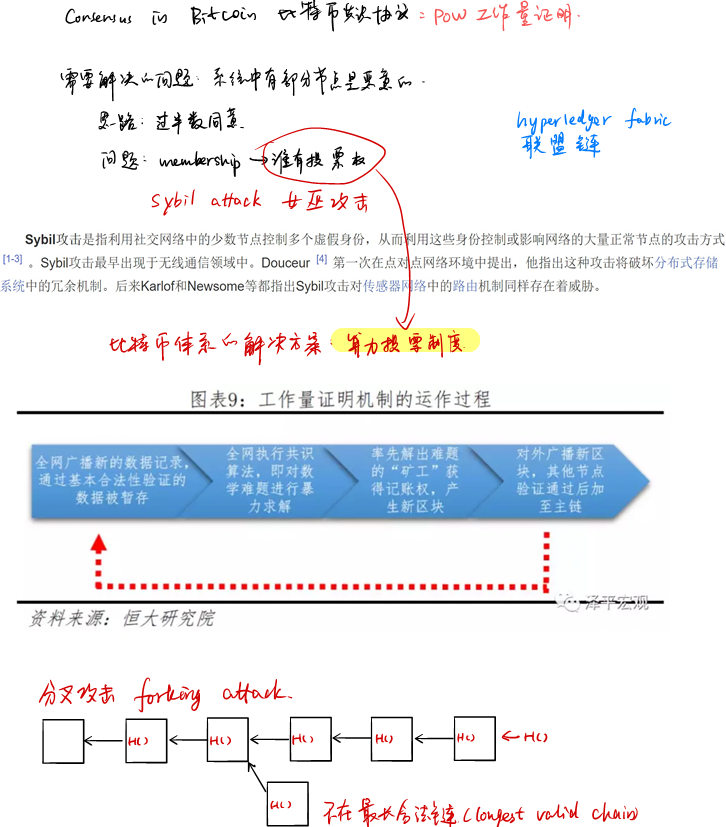 Consensus in Bitcoin 比特币共识协议: POW 工作量证明.
需要解决的问题: 系统中有部分节点是恶意的.
思路: 过半数同意.
hyperledger fabric
联盟链
问题: membership → 谁有投票权
Sybil attack 女巫攻击
Sybil攻击是指利用社交网络中的少数节点控制多个虚假身份，从而利用这些身份控制或影响网络的大量正常节点的攻击方式
[1-3] 。Sybil攻击最早出现于无线通信领域中。Douceur [4] 第一次在点对点网络环境中提出，他指出这种攻击将破坏分布式存储
系统中的冗余机制。后来Karlof和Newsome等都指出Sybil攻击对传感器网络中的路由机制同样存在着威胁。
比特币体系的解决方案: 算力投票制度
图表9：工作量证明机制的运作过程
全网广播新的数据记录，
通过基本合法性验证的
数据被暂存
全网执行共识
算法，即对数
学难题进行暴
力求解
率先解出难题
的“矿工”获
得记账权，产
生新区块
对外广播新区
块，其他节点
验证通过后加
至主链
泽平宏观
资料来源：恒大研究院
分叉攻击 forking attack.
H() H() H() H() H() ← H()
H() 不在最长合法链 (longest valid chain)